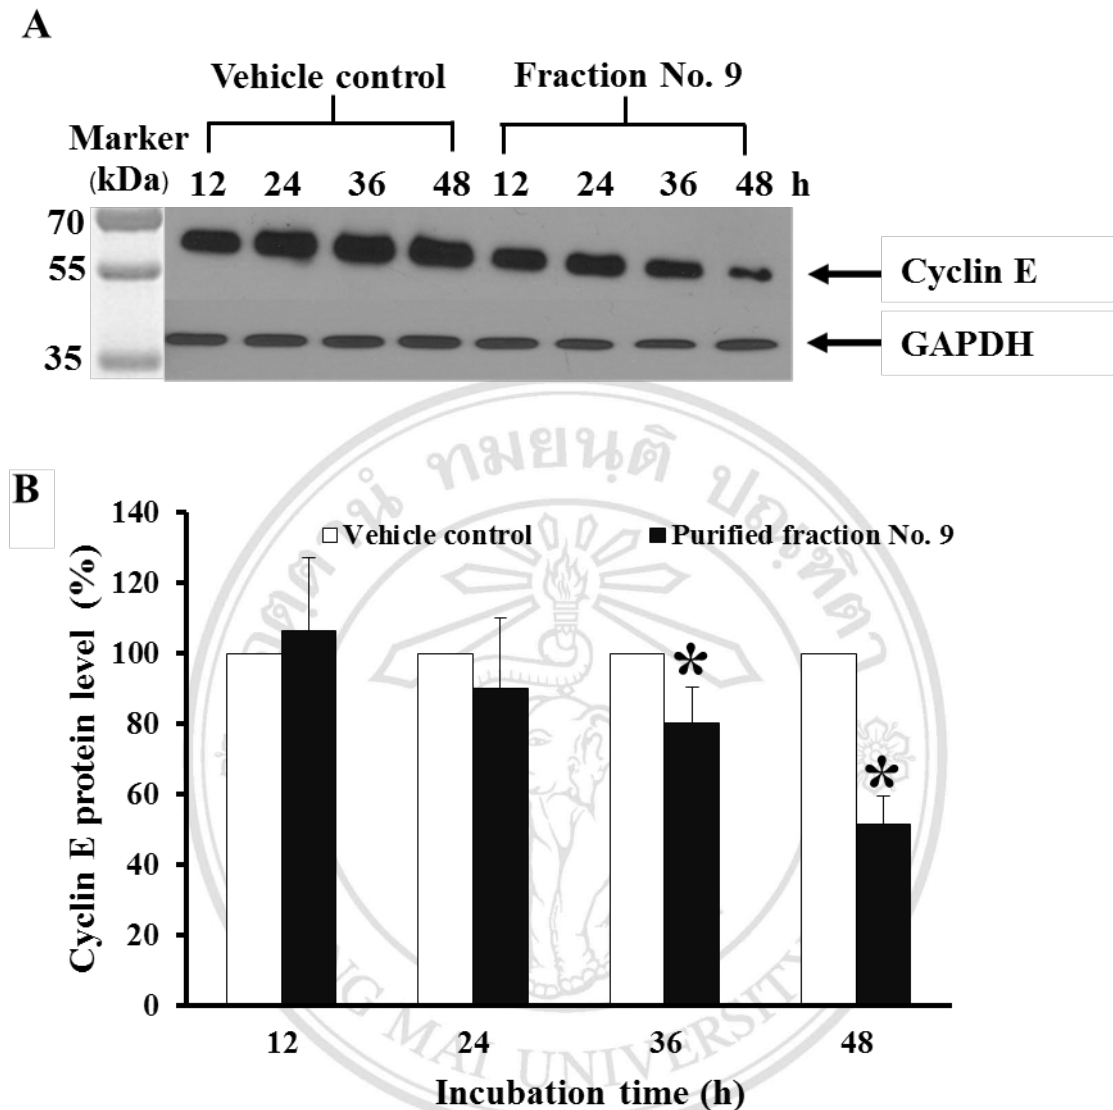 A
Vehicle control
Fraction No. 9
Marker
(kDa)
12 24 36 48 12 24 36 48 h
70
55
35
Cyclin E
GAPDH
B
Cyclin E protein level (%)
140
120
100
80
60
40
20
0
Vehicle control
Purified fraction No. 9
*
*
12 24 36 48
Incubation time (h)
ทมยนฺติ
MAI UNIVERSITY